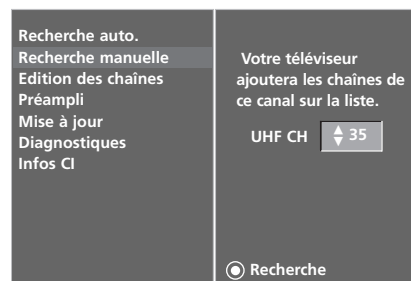 Recherche auto.
Recherche manuelle
Edition des chaînes
Préampli
Mise à jour
Diagnostiques
Infos CI
Votre téléviseur
ajoutera les chaînes de
ce canal sur la liste.
UHF CH 35
Recherche